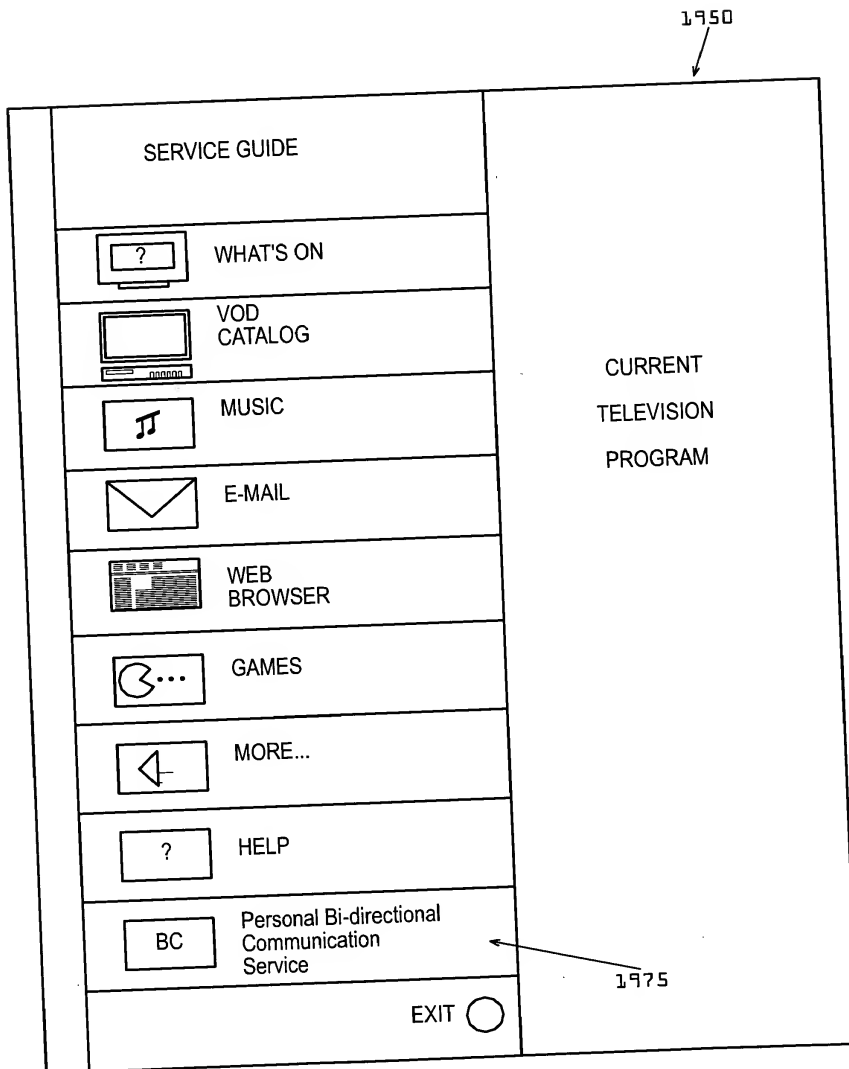 1950
SERVICE GUIDE
?
WHAT'S ON
VOD
CATALOG
MUSIC
E-MAIL
WEB
BROWSER
GAMES
MORE...
?
HELP
BC
Personal Bi-directional
Communication
Service
EXIT
CURRENT
TELEVISION
PROGRAM
1975